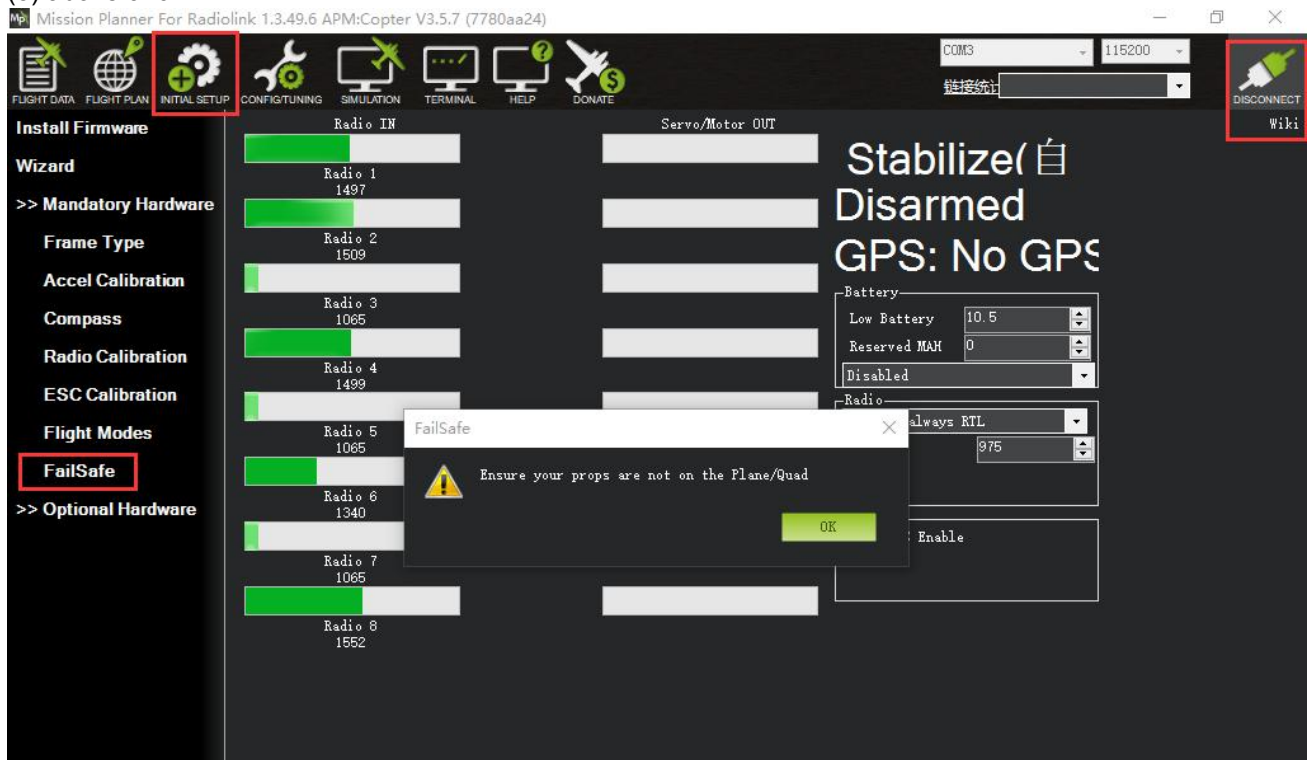 Mission Planner For Radiolink 1.3.49.6 APM:Copter V3.5.7 (7780aa24)
FLIGHT DATA FLIGHT PLAN INITIAL SETUP CONFIG/TUNING SIMULATION TERMINAL HELP DONATE
COM3 115200
链接统计
DISCONNECT
Install Firmware
Wizard
>> Mandatory Hardware
Frame Type
Accel Calibration
Compass
Radio Calibration
ESC Calibration
Flight Modes
FailSafe
>> Optional Hardware
Radio IN
Radio 1
1497
Radio 2
1509
Radio 3
1065
Radio 4
1499
Radio 5
1065
Radio 6
1340
Radio 7
1065
Radio 8
1552
Servo/Motor OUT
FailSafe
Ensure your props are not on the Plane/Quad
OK
Wiki
Stabilize(自
Disarmed
GPS: No GPS
Battery
Low Battery 10.5
Reserved MAH 0
Disabled
Radio
always RTL
975
Enable